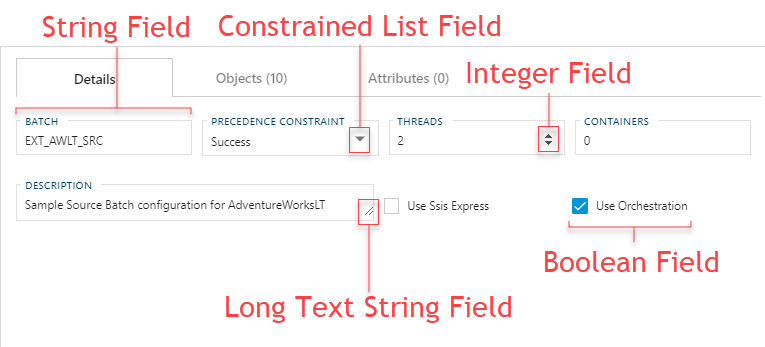 String Field
Constrained List Field
Integer Field
Details
Objects (10)
Attributes (0)
BATCH
EXT_AWLT_SRC
PRECEDENCE CONSTRAINT
Success
THREADS
2
CONTAINERS
0
DESCRIPTION
Sample Source Batch configuration for AdventureWorksLT
Use Ssis Express
Use Orchestration
Boolean Field
Long Text String Field